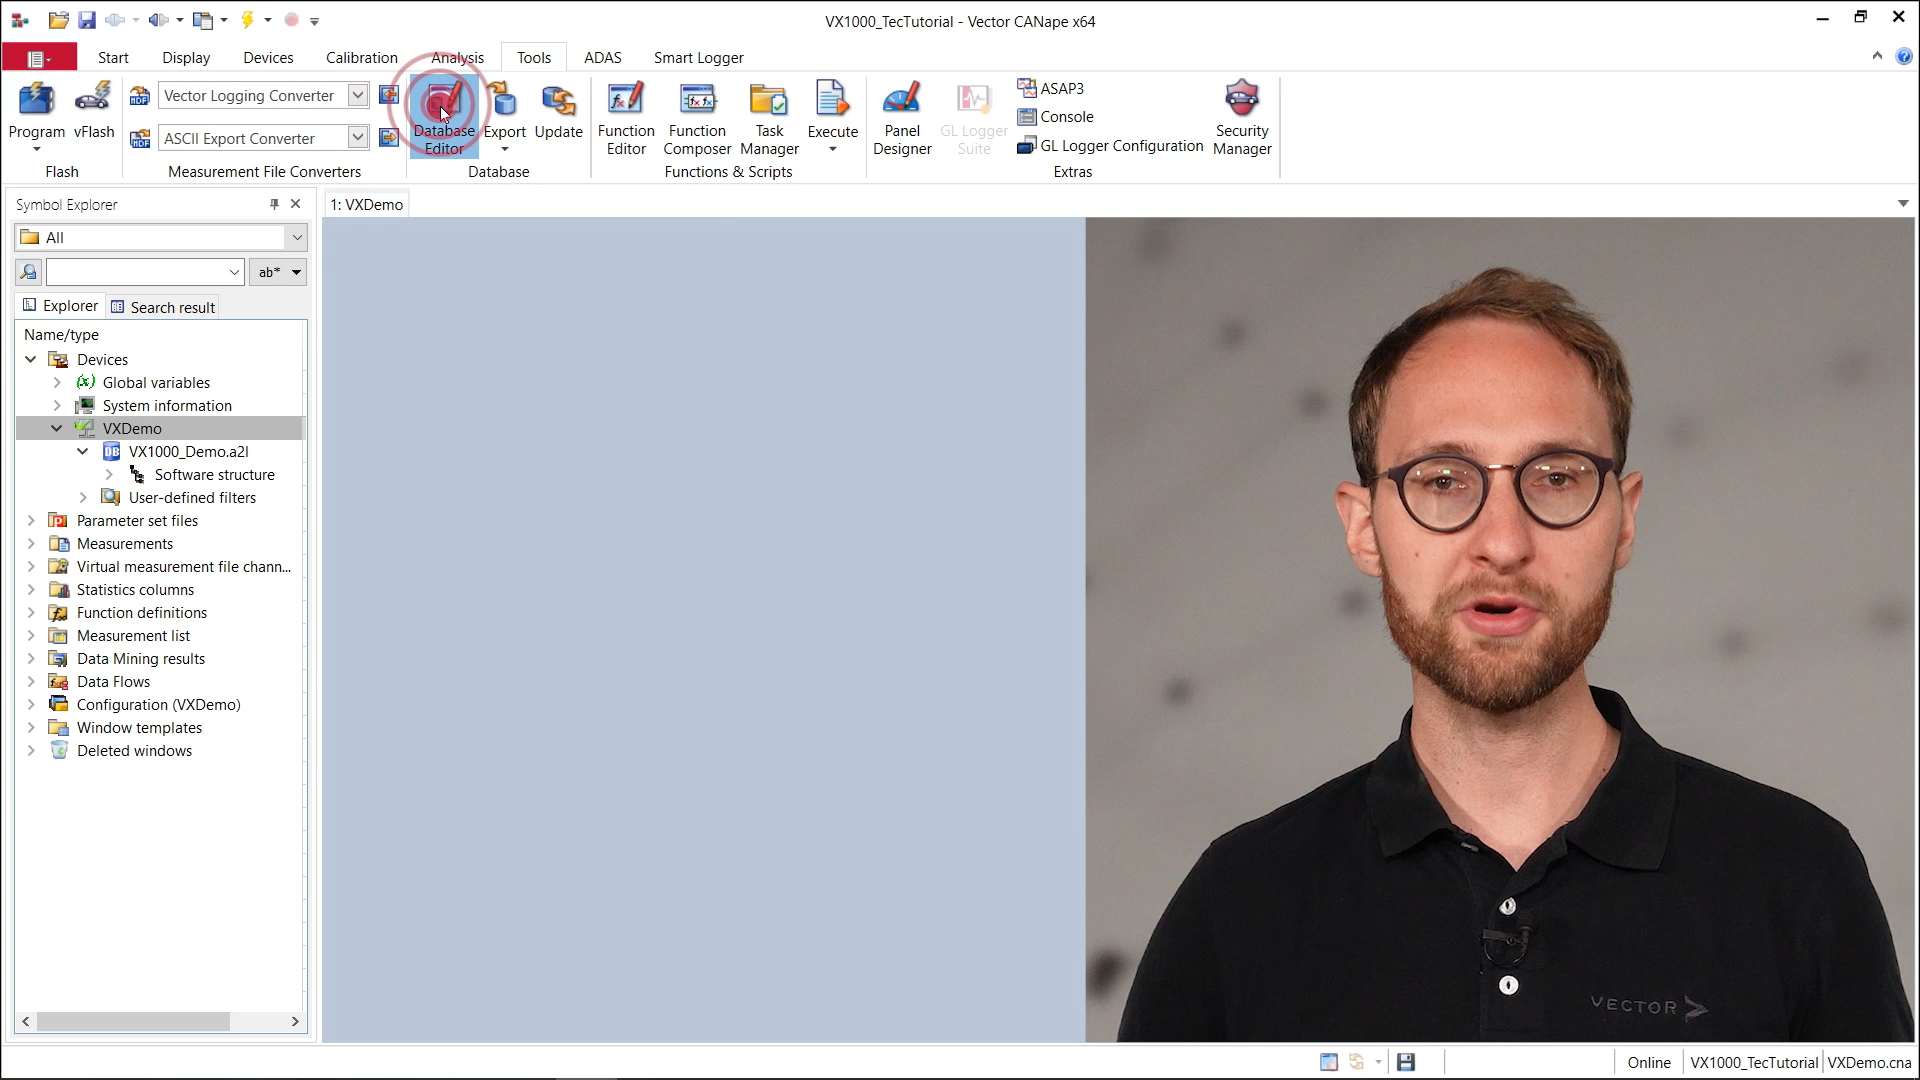 VX1000_TecTutorial - Vector CANape x64
Start
Display
Devices
Calibration
Analysis
Tools
ADAS
Smart Logger
Program
vFlash
Flash
Vector Logging Converter
ASCII Export Converter
Measurement File Converters
Database
Editor
Export
Update
Database
Function
Editor
Function
Composer
Task
Manager
Execute
Functions & Scripts
Panel
Designer
GL Logger
Suite
ASAP3
Console
GL Logger Configuration
Extras
Security
Manager
Symbol Explorer
1: VXDemo
All
ab*
Explorer
Search result
Name/type
Devices
Global variables
System information
VXDemo
VX1000_Demo.a2l
Software structure
User-defined filters
Parameter set files
Measurements
Virtual measurement file chann...
Statistics columns
Function definitions
Measurement list
Data Mining results
Data Flows
Configuration (VXDemo)
Window templates
Deleted windows
VECTOR
Online
VX1000_TecTutorial
VXDemo.cna